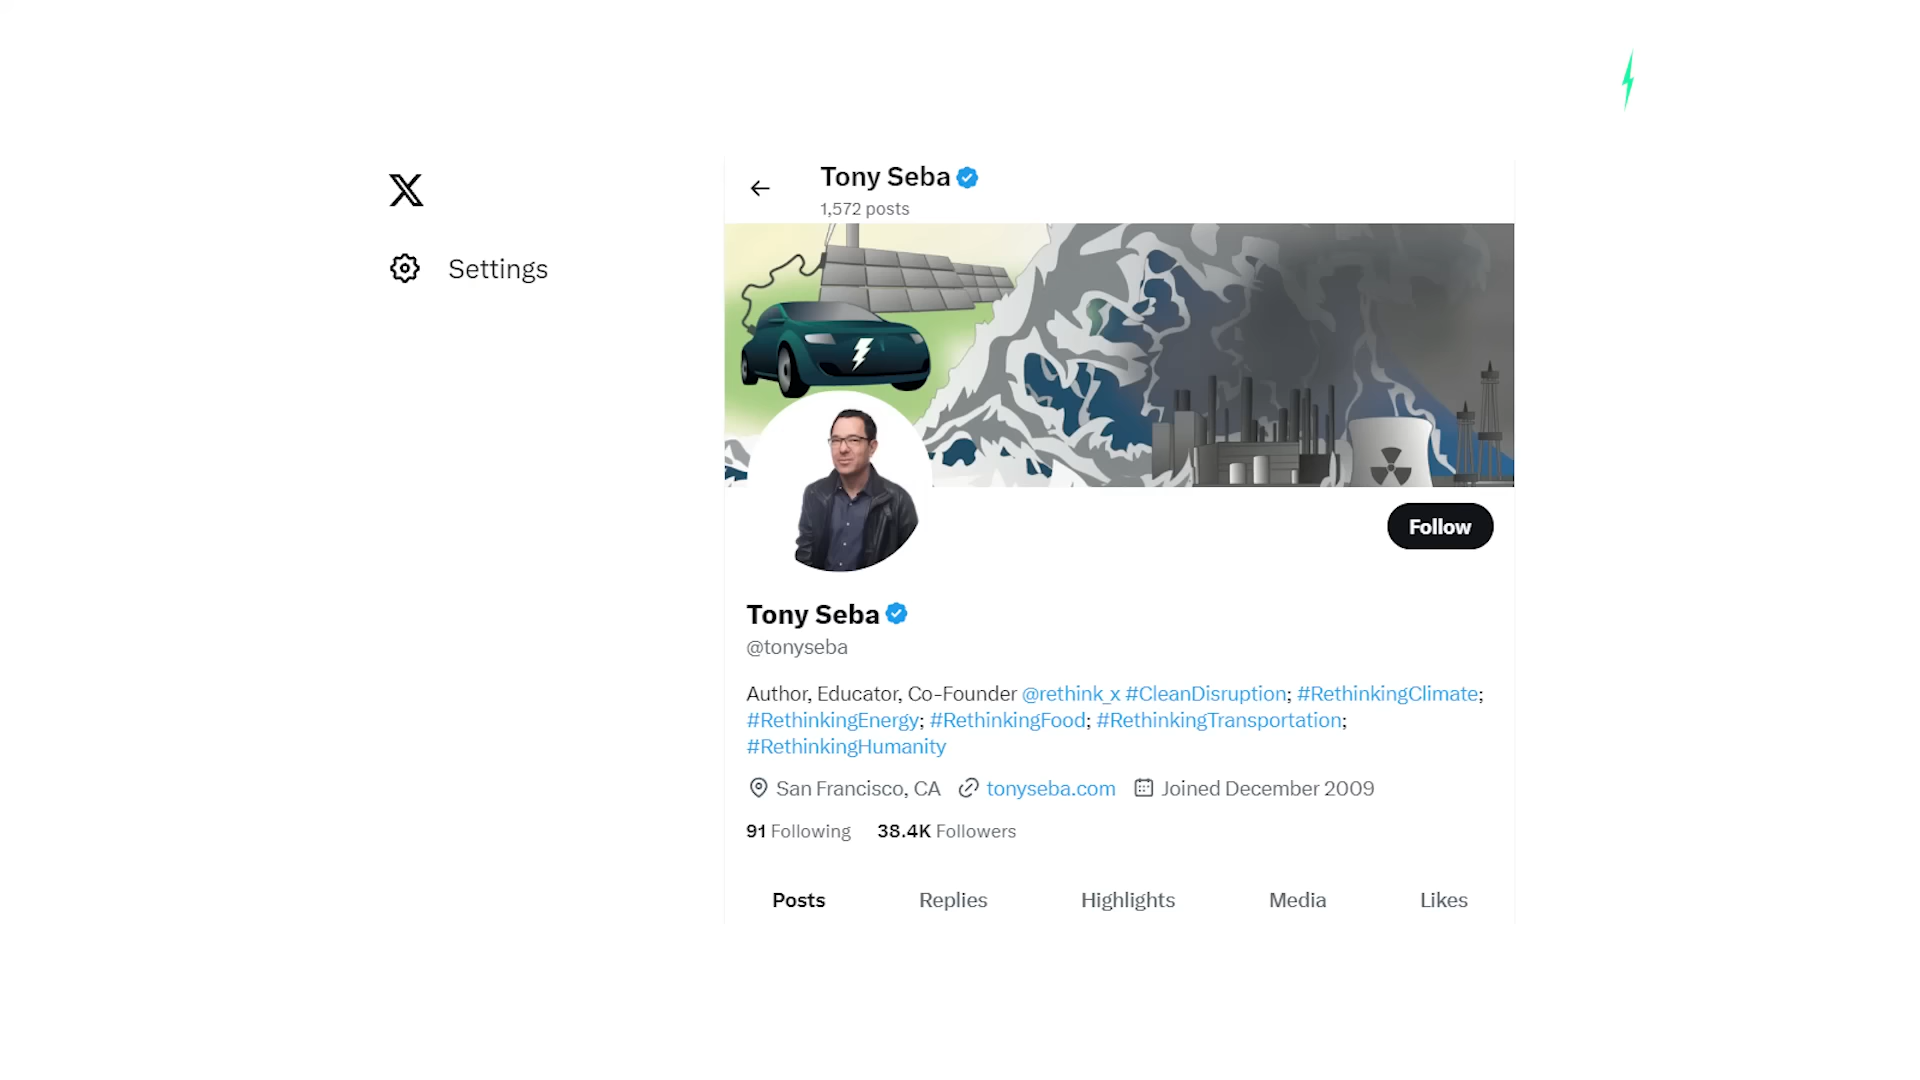 Tony Seba
1,572 posts
Settings
Follow
Tony Seba
@tonyseba
Author, Educator, Co-Founder @rethink_x #CleanDisruption; #RethinkingClimate;
#RethinkingEnergy; #RethinkingFood; #RethinkingTransportation;
#RethinkingHumanity
San Francisco, CA tonyseba.com Joined December 2009
91 Following 38.4K Followers
Posts Replies Highlights Media Likes